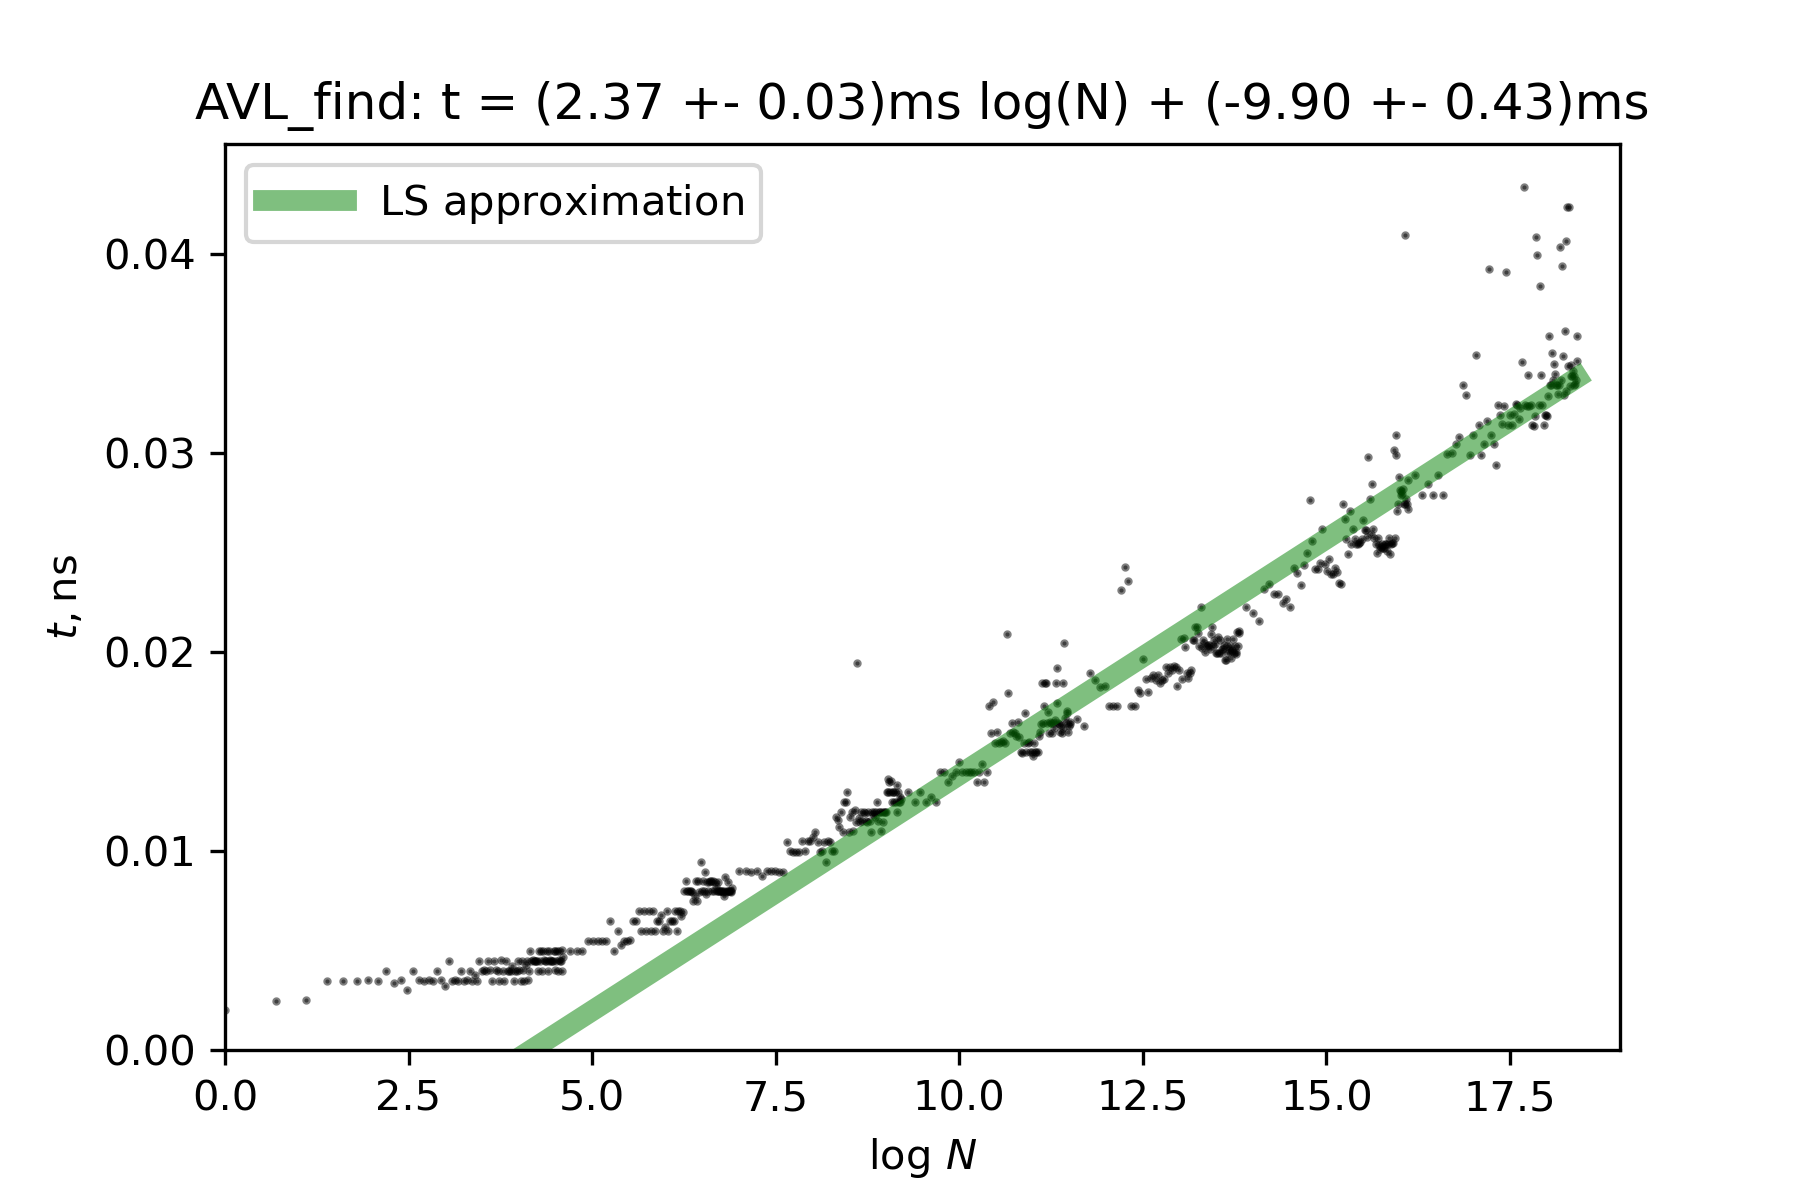 AVL_find: t = (2.37 +- 0.03)ms log(N) + (-9.90 +- 0.43)ms
LS approximation
0.04
0.03
0.02
0.01
0.00
t, ns
0.0 2.5 5.0 7.5 10.0 12.5 15.0 17.5
log N